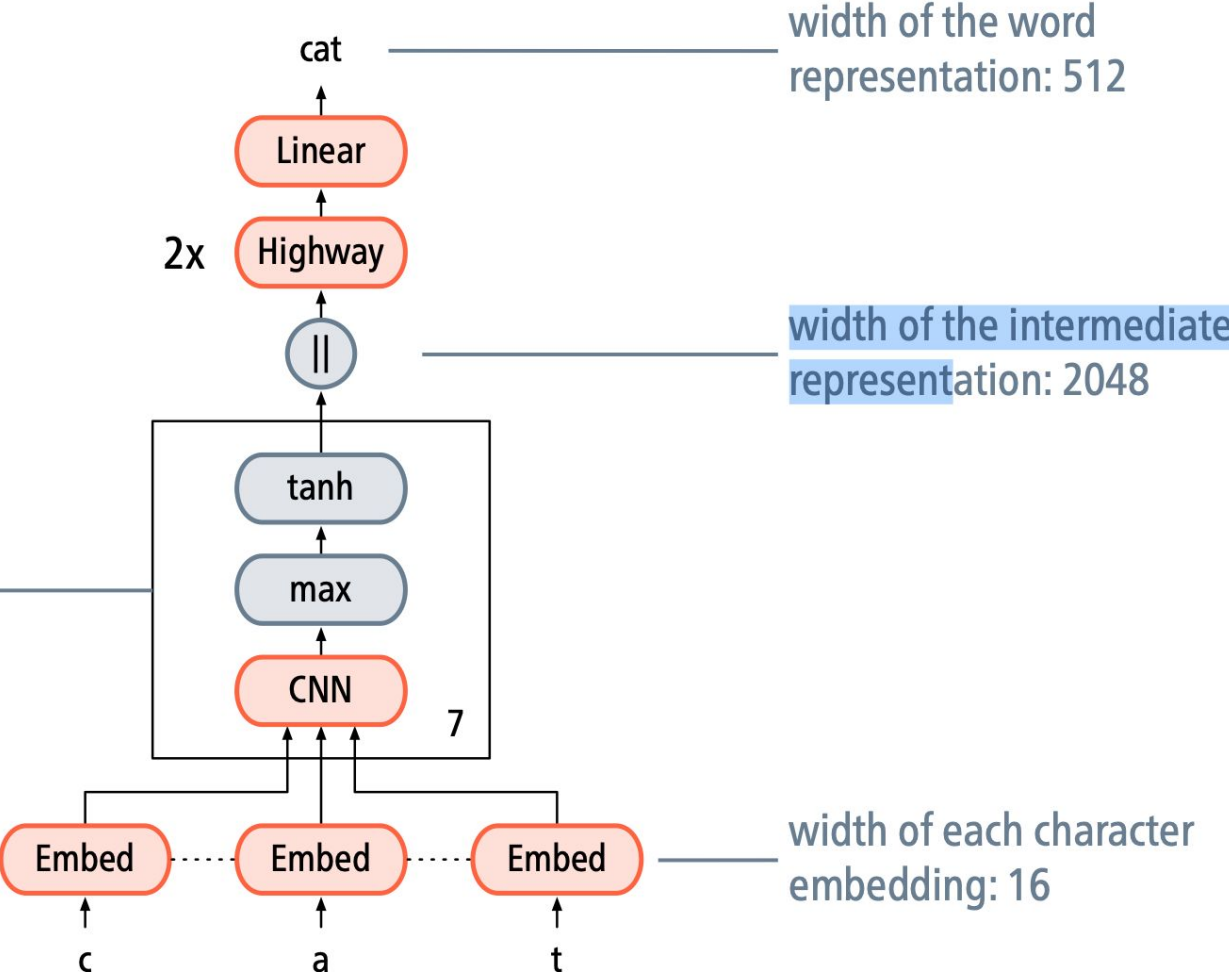 cat
width of the word
representation: 512
Linear
2x
Highway
||
width of the intermediate
representation: 2048
tanh
max
CNN
7
Embed
Embed
Embed
width of each character
embedding: 16
c
a
t